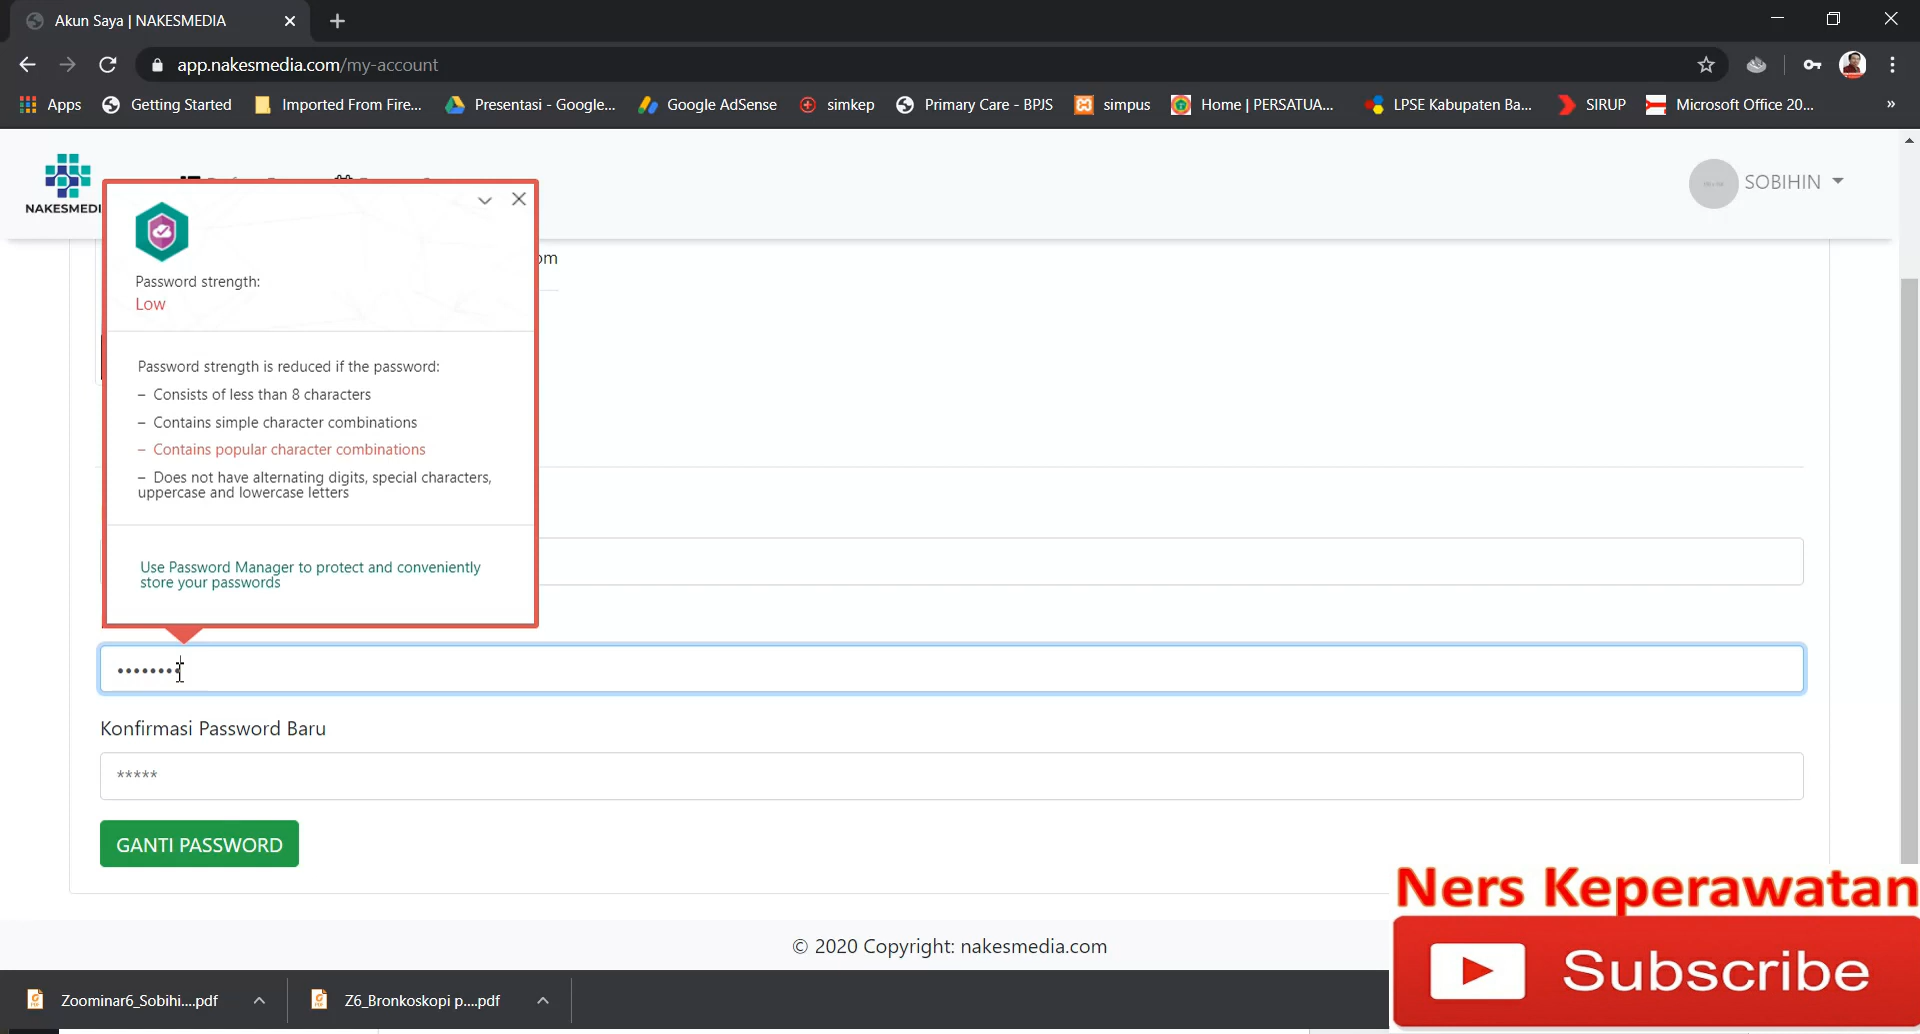 Akun Saya | NAKESMEDIA
app.nakesmedia.com/my-account
Apps
Getting Started
Imported From Fire...
Presentasi - Google...
Google AdSense
simkep
Primary Care - BPJS
simpus
Home | PERSATUA...
LPSE Kabupaten Ba...
SIRUP
Microsoft Office 20...
»
NAKESMEDI
SOBIHIN
om
Password strength:
Low
Password strength is reduced if the password:
– Consists of less than 8 characters
– Contains simple character combinations
– Contains popular character combinations
– Does not have alternating digits, special characters,
uppercase and lowercase letters
Use Password Manager to protect and conveniently
store your passwords
••••••••
Konfirmasi Password Baru
*****
GANTI PASSWORD
© 2020 Copyright: nakesmedia.com
Ners Keperawatan
Subscribe
Zoominar6_Sobihi....pdf
Z6_Bronkoskopi p....pdf